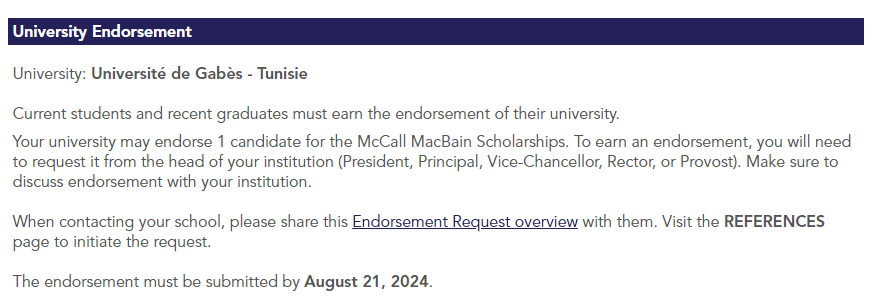 University Endorsement
University: Université de Gabès - Tunisie
Current students and recent graduates must earn the endorsement of their university.
Your university may endorse 1 candidate for the McCall MacBain Scholarships. To earn an endorsement, you will need
to request it from the head of your institution (President, Principal, Vice-Chancellor, Rector, or Provost). Make sure to
discuss endorsement with your institution.
When contacting your school, please share this Endorsement Request overview with them. Visit the REFERENCES
page to initiate the request.
The endorsement must be submitted by August 21, 2024.